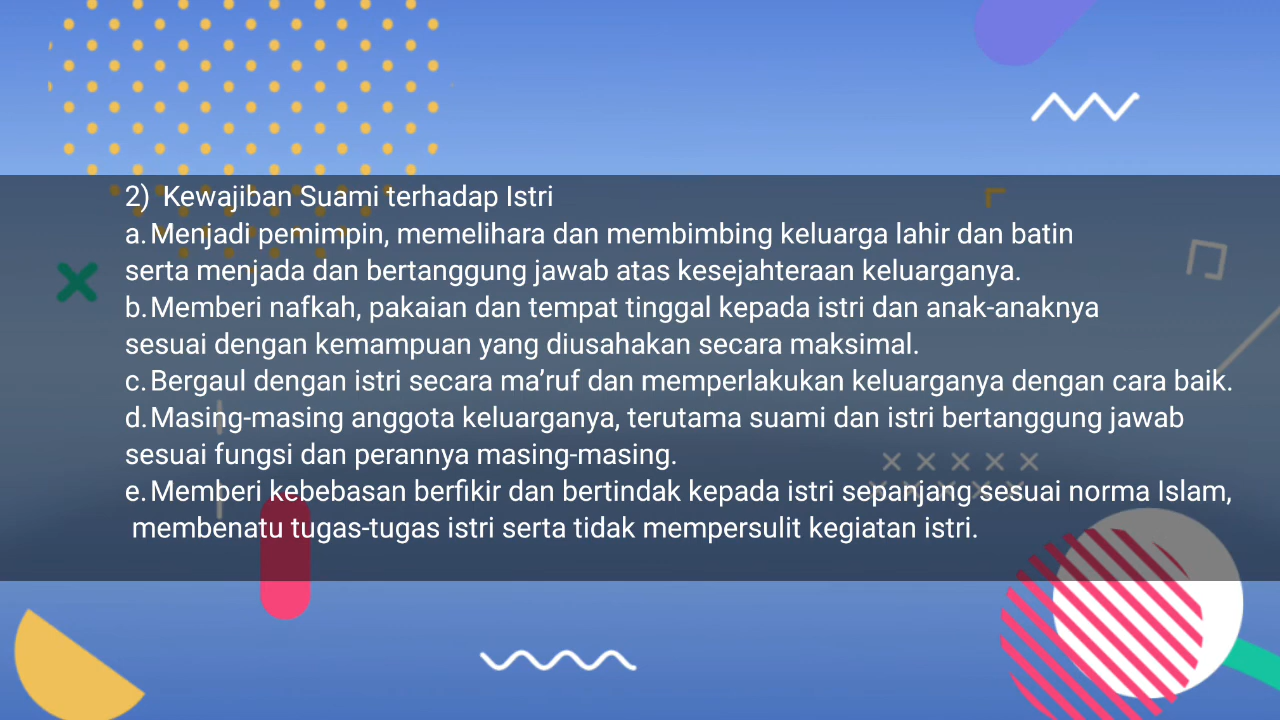 2) Kewajiban Suami terhadap Istri
a. Menjadi pemimpin, memelihara dan membimbing keluarga lahir dan batin
serta menjada dan bertanggung jawab atas kesejahteraan keluarganya.
b. Memberi nafkah, pakaian dan tempat tinggal kepada istri dan anak-anaknya
sesuai dengan kemampuan yang diusahakan secara maksimal.
c. Bergaul dengan istri secara ma’ruf dan memperlakukan keluarganya dengan cara baik.
d. Masing-masing anggota keluarganya, terutama suami dan istri bertanggung jawab
sesuai fungsi dan perannya masing-masing.
e. Memberi kebebasan berfikir dan bertindak kepada istri sepanjang sesuai norma Islam,
membenatu tugas-tugas istri serta tidak mempersulit kegiatan istri.